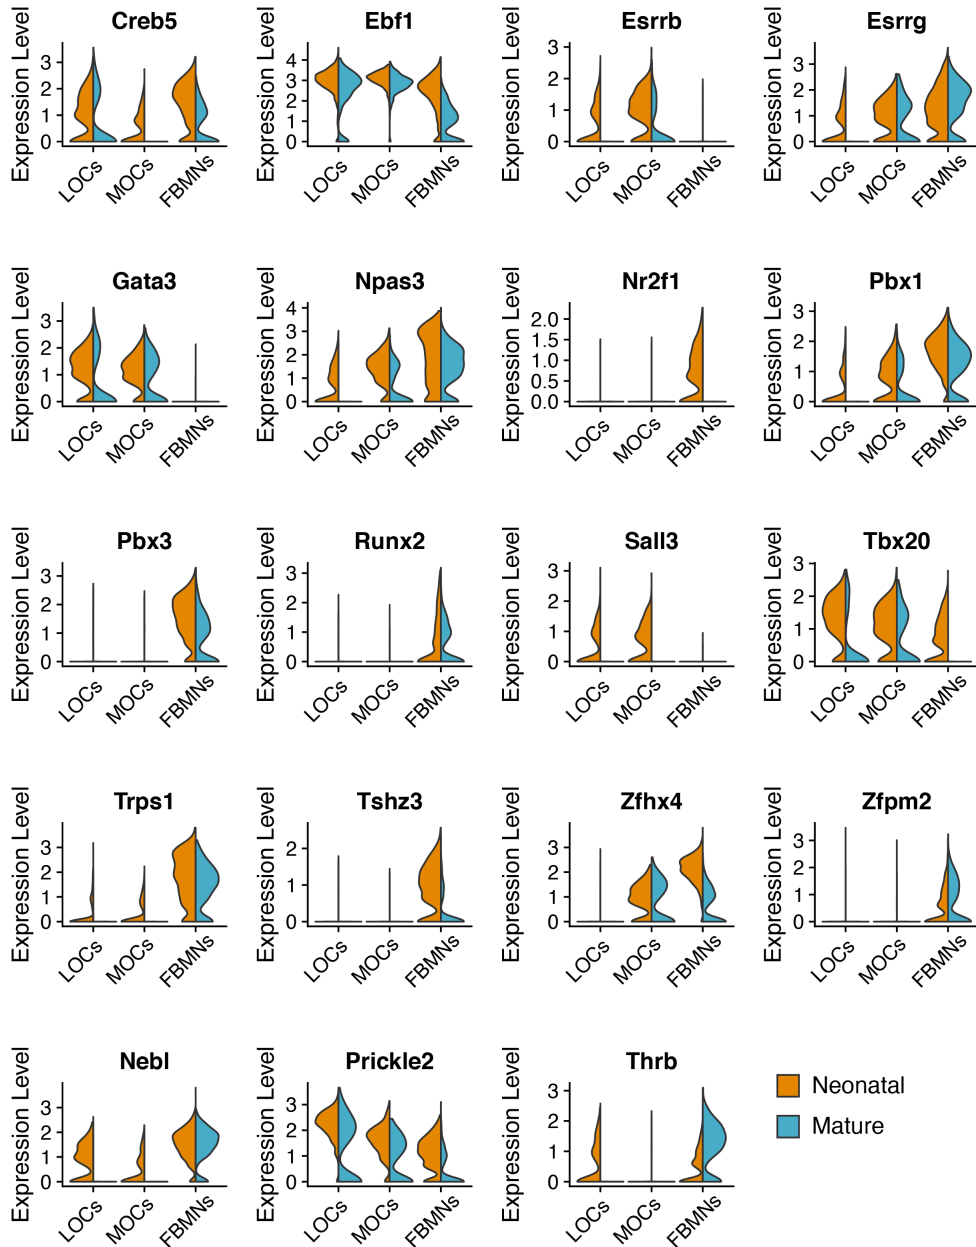 Creb5
Ebf1
Esrrb
Esrrg
Expression Level
3
2
1
0
LOCs
MOCs
FBMNs
Expression Level
4
3
2
1
0
LOCs
MOCs
FBMNs
Expression Level
3
2
1
0
LOCs
MOCs
FBMNs
Expression Level
3
2
1
0
LOCs
MOCs
FBMNs
Gata3
Npas3
Nr2f1
Pbx1
Expression Level
3
2
1
0
LOCs
MOCs
FBMNs
Expression Level
4
3
2
1
0
LOCs
MOCs
FBMNs
Expression Level
2.0
1.5
1.0
0.5
0.0
LOCs
MOCs
FBMNs
Expression Level
3
2
1
0
LOCs
MOCs
FBMNs
Pbx3
Runx2
Sall3
Tbx20
Expression Level
3
2
1
0
LOCs
MOCs
FBMNs
Expression Level
3
2
1
0
LOCs
MOCs
FBMNs
Expression Level
3
2
1
0
LOCs
MOCs
FBMNs
Expression Level
3
2
1
0
LOCs
MOCs
FBMNs
Trps1
Tshz3
Zfhx4
Zfpm2
Expression Level
3
2
1
0
LOCs
MOCs
FBMNs
Expression Level
2
1
0
LOCs
MOCs
FBMNs
Expression Level
3
2
1
0
LOCs
MOCs
FBMNs
Expression Level
3
2
1
0
LOCs
MOCs
FBMNs
Nebl
Prickle2
Thrb
Expression Level
3
2
1
0
LOCs
MOCs
FBMNs
Expression Level
3
2
1
0
LOCs
MOCs
FBMNs
Expression Level
3
2
1
0
LOCs
MOCs
FBMNs
Neonatal
Mature